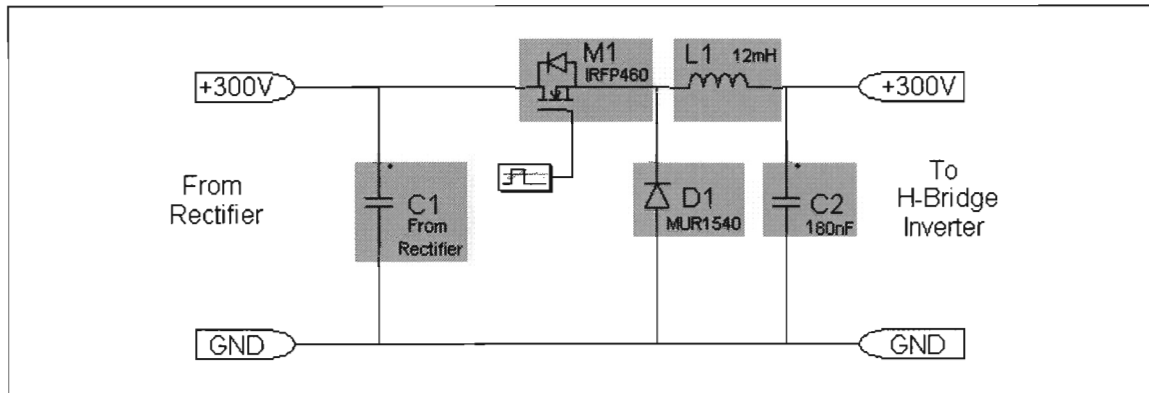 M1
IRFP460
L1 12mH
+300V
+300V
From
Rectifier
C1
From
Rectifier
D1
MUR1540
C2
180nF
To
H-Bridge
Inverter
GND
GND